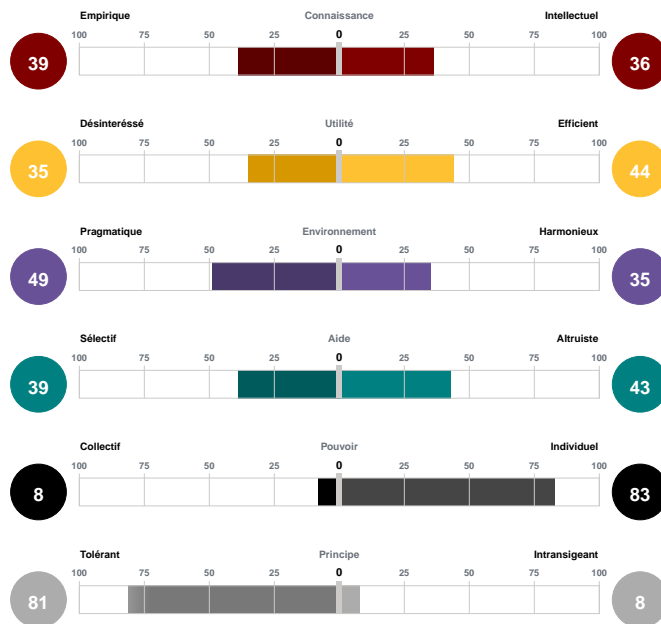 Empirique Connaissance Intellectuel
100 75 50 25 0 25 50 75 100
39 36
Désinteréssé Utilité Efficient
100 75 50 25 0 25 50 75 100
35 44
Pragmatique Environnement Harmonieux
100 75 50 25 0 25 50 75 100
49 35
Sélectif Aide Altruiste
100 75 50 25 0 25 50 75 100
39 43
Collectif Pouvoir Individuel
100 75 50 25 0 25 50 75 100
8 83
Tolérant Principe Intransigeant
100 75 50 25 0 25 50 75 100
81 8